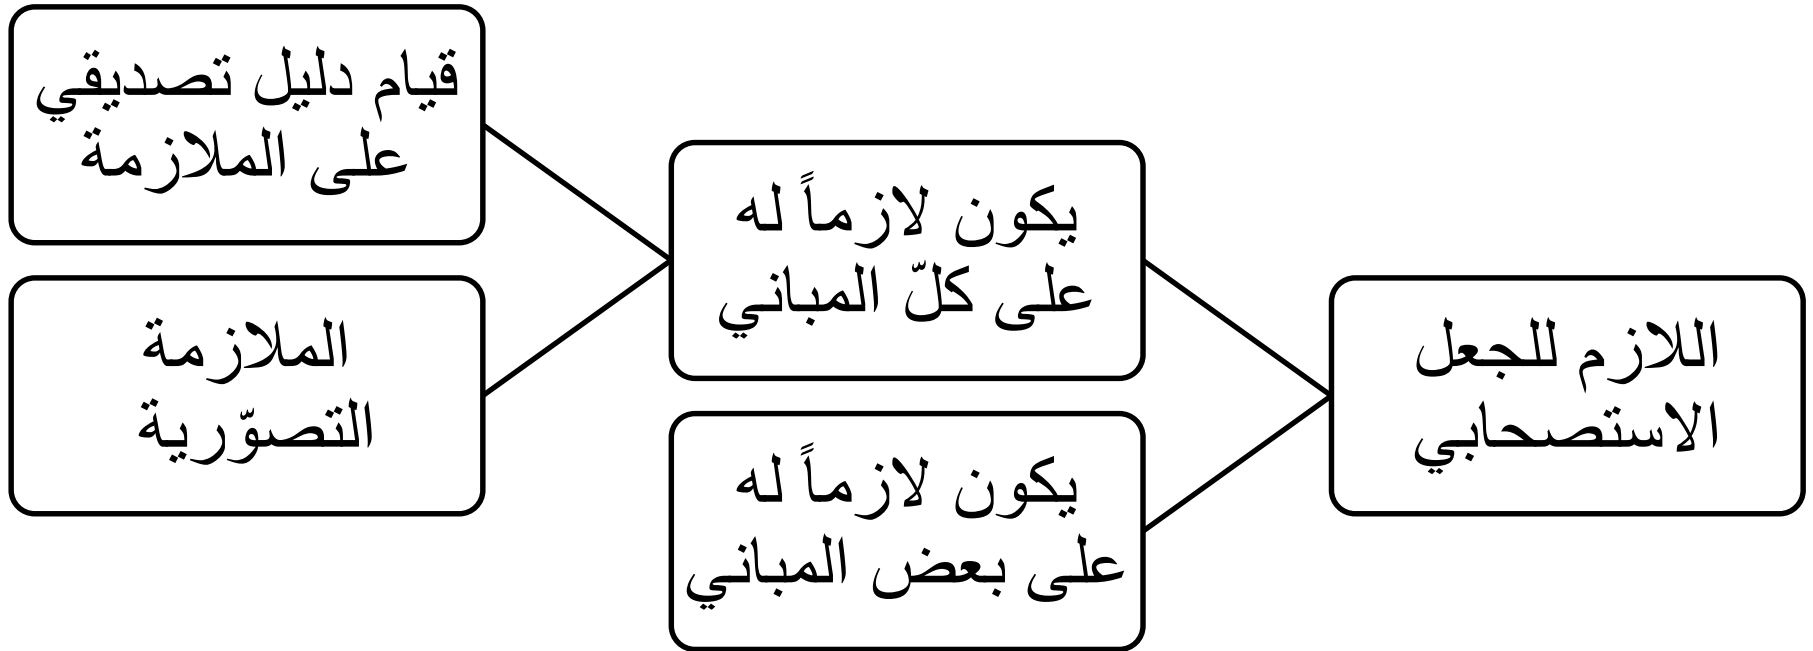 اللازم للجعل
الاستصحابي
يكون لازماً له
على كلّ المباني
قيام دليل تصديقي
على الملازمة
الملازمة
التصوّرية
يكون لازماً له
على بعض المباني